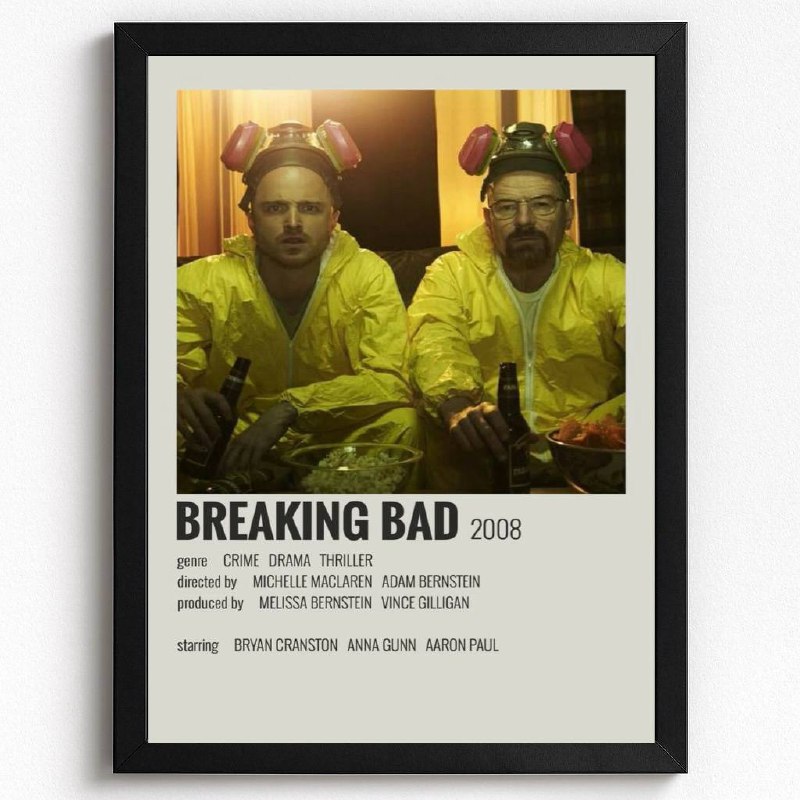 BREAKING BAD 2008
genre CRIME DRAMA THRILLER
directed by MICHELLE MACLAREN ADAM BERNSTEIN
produced by MELISSA BERNSTEIN VINCE GILLIGAN
starring BRYAN CRANSTON ANNA GUNN AARON PAUL